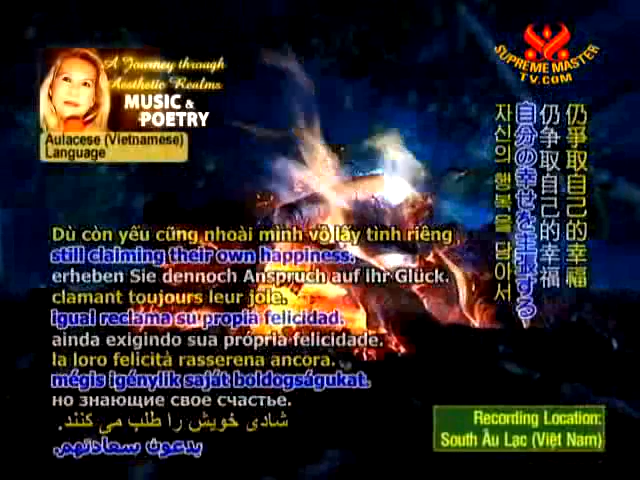 A Journey through
Aesthetic Realms
MUSIC &
POETRY
Aulacese (Vietnamese)
Language
SUPREME MASTER
TV.COM
仍爭取自己的幸福
仍争取自己的幸福
自分の幸せを主張する
자신의 행복을 담아서
Dù còn yếu cũng nhoài mình vồ lấy tình riêng
still claiming their own happiness.
erheben Sie dennoch Anspruch auf ihr Glück.
clamant toujours leur joie.
igual reclama su propia felicidad.
ainda exigindo sua própria felicidade.
la loro felicità rasserena ancora.
mégis igénylik saját boldogságukat.
но знающие свое счастье.
شادی خویش را طلب می کنند.
يدعون بسعادتهم.
Recording Location:
South Âu Lạc (Việt Nam)